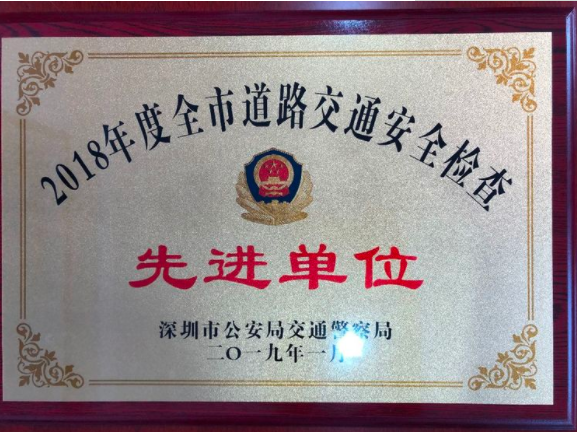 2018年度全市道路交通安全检查
先进单位
深圳市公安局交通警察局
二〇一九年一月